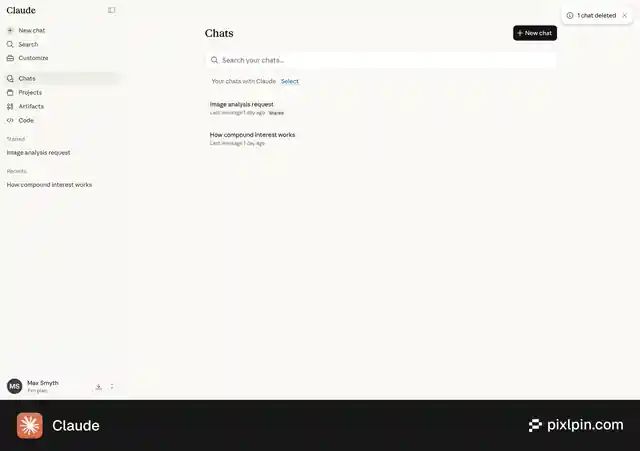 Claude
New chat
Search
Customize
Chats
Projects
Artifacts
Code
Starred
Image analysis request
Recents
How compound interest works
MS
Max Smyth
Pro plan
1 chat deleted
Chats
+ New chat
Search your chats...
Your chats with Claude Select
Image analysis request
Last message 1 day ago Shared
How compound interest works
Last message 1 day ago
Claude
pixlpin.com